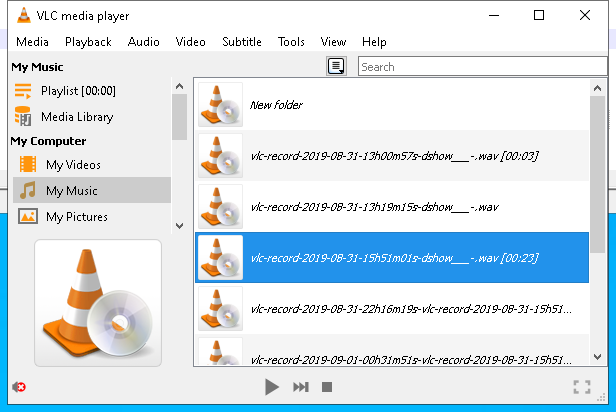 VLC media player
Media Playback Audio Video Subtitle Tools View Help
My Music
Search
Playlist [00:00]
Media Library
My Computer
My Videos
My Music
My Pictures
New folder
vlc-record-2019-08-31-13h00m57s-dshow___-.wav [00:03]
vlc-record-2019-08-31-13h19m15s-dshow___-.wav
vlc-record-2019-08-31-15h51m01s-dshow___-.wav [00:23]
vlc-record-2019-08-31-22h16m19s-vlc-record-2019-08-31-15h51...
vlc-record-2019-09-01-00h31m51s-vlc-record-2019-08-31-15h51...